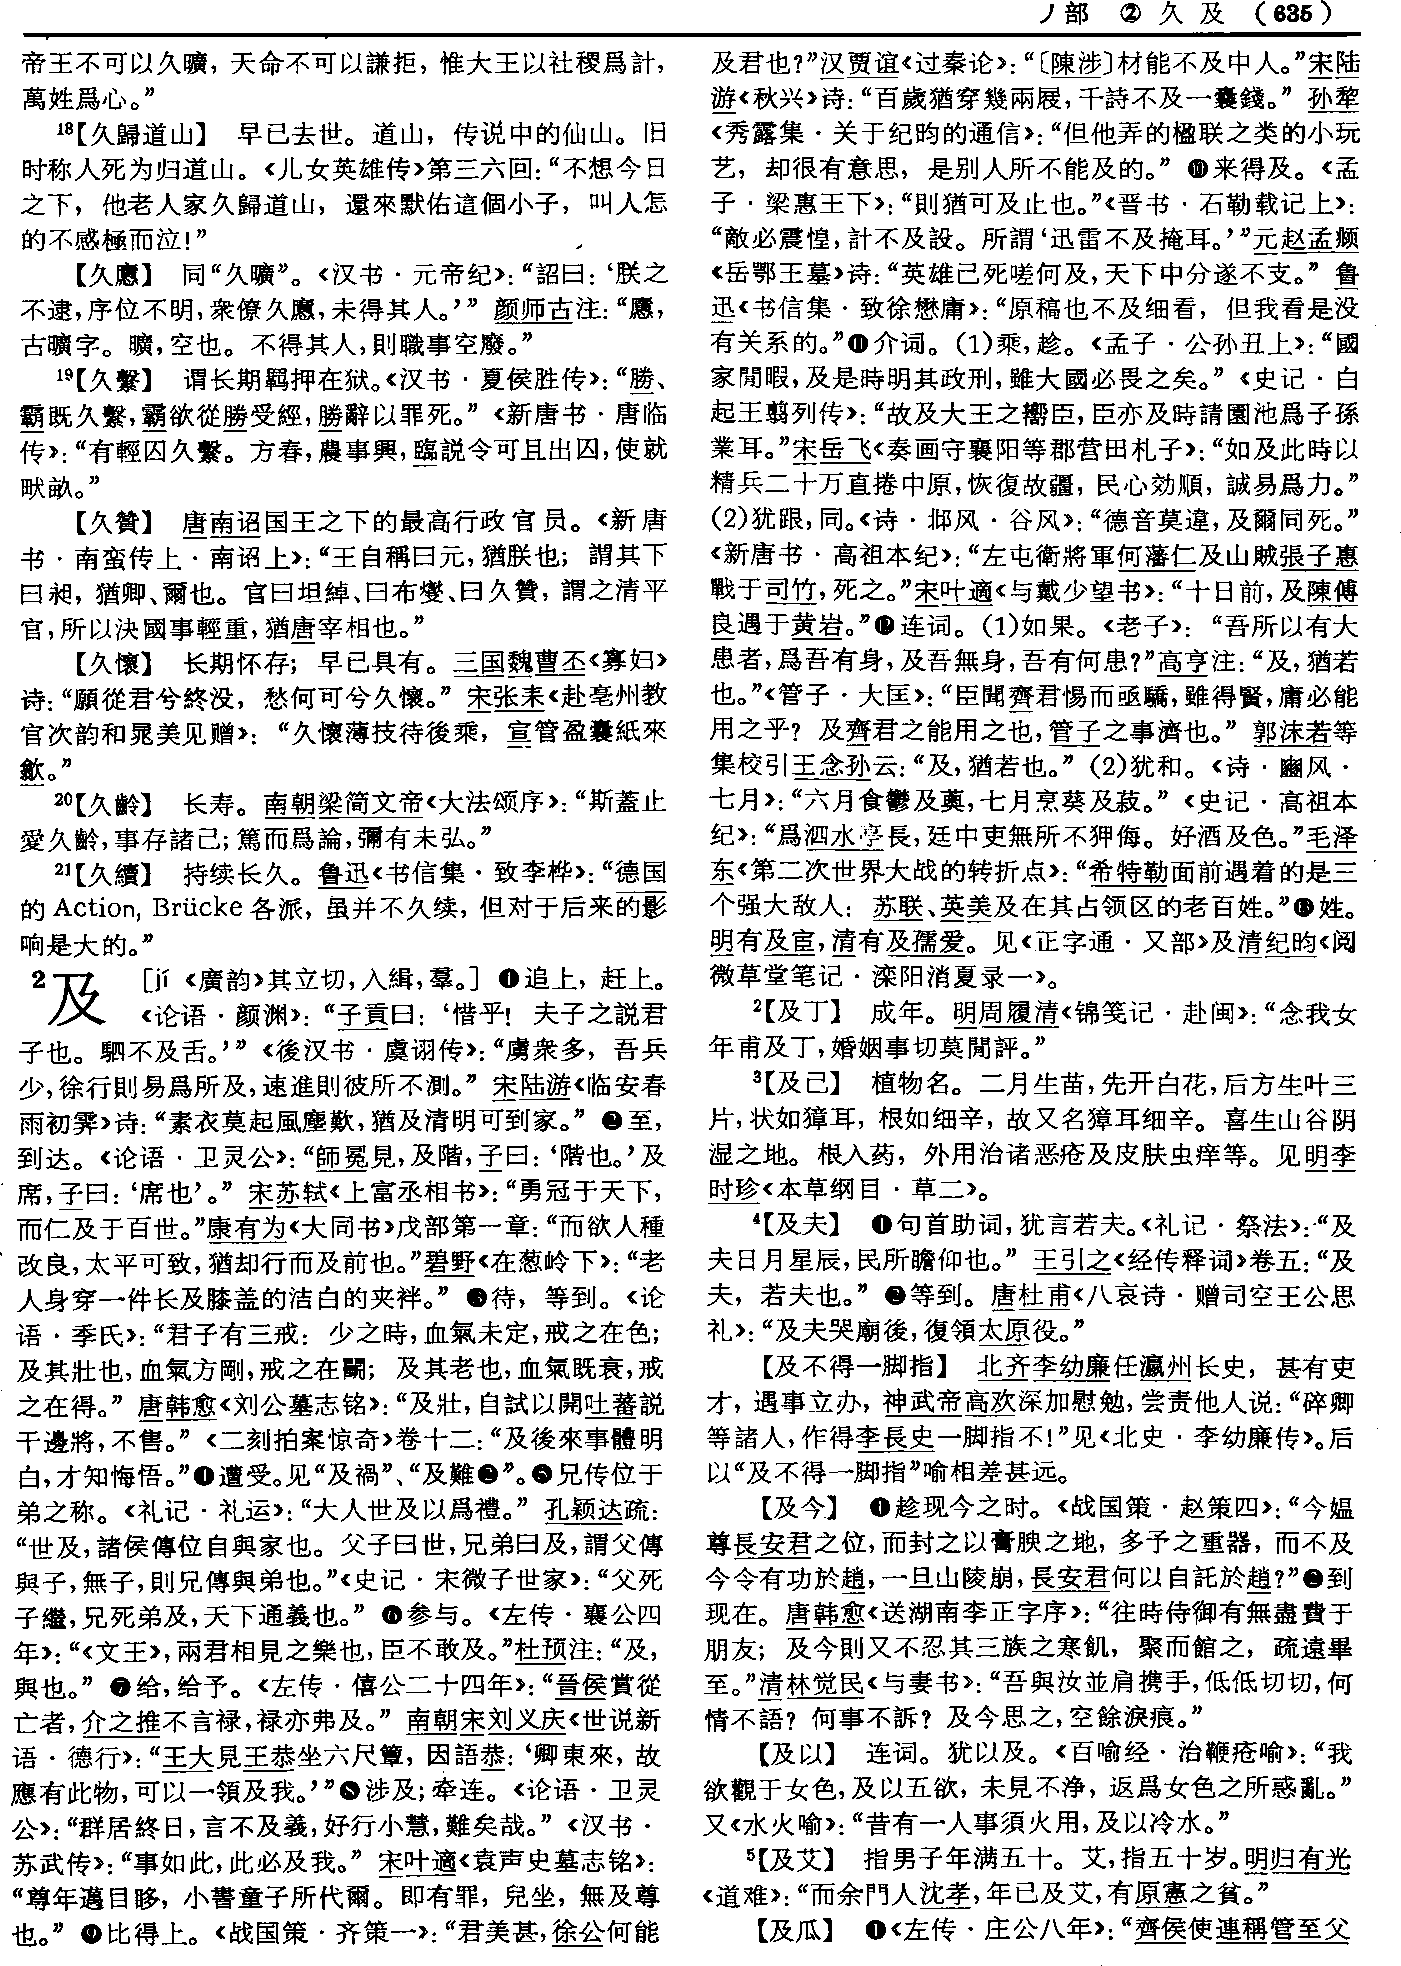 丿部 ② 久及 (635)
帝王不可以久曠，天命不可以謙拒，惟大王以社稷爲計，
萬姓爲心。”
¹⁸【久歸道山】 早已去世。道山，传说中的仙山。旧
时称人死为归道山。《儿女英雄传》第三六回：“不想今日
之下，他老人家久歸道山，還來默佑這個小子，叫人怎
的不感極而泣！”
【久㢡】 同“久曠”。《汉书·元帝纪》：“詔曰：‘朕之
不逮，序位不明，衆僚久㢡，未得其人。’” 颜师古注：“㢡，
古曠字。曠，空也。不得其人，則職事空廢。”
¹⁹【久繫】 谓长期羁押在狱。《汉书·夏侯胜传》：“勝、
霸既久繫，霸欲從勝受經，勝辭以罪死。”《新唐书·唐临
传》：“有輕囚久繫。方春，農事興，臨説令可且出囚，使就
畎畝。”
【久贊】 唐南诏国王之下的最高行政官员。《新唐
书·南蛮传上·南诏上》：“王自稱曰元，猶朕也；謂其下
曰昶，猶卿、爾也。官曰坦綽、曰布燮、曰久贊，謂之清平
官，所以決國事輕重，猶唐宰相也。”
【久懷】 长期怀存；早已具有。三国魏曹丕《寡妇》
诗：“願從君兮終没，愁何可兮久懷。” 宋张耒《赴亳州教
官次韵和晁美见赠》：“久懷薄技待後乘，宣管盈囊紙來
歙。”
²⁰【久齡】 长寿。南朝梁简文帝《大法颂序》：“斯蓋止
愛久齡，事存諸己；篤而爲論，彌有未弘。”
²¹【久續】 持续长久。鲁迅《书信集·致李桦》：“德国
的 Action, Brücke 各派，虽并不久续，但对于后来的影
响是大的。”
²及 [jí 《廣韵》其立切，入緝，羣。] ❶追上，赶上。
《论语·颜渊》：“子貢曰：‘惜乎！夫子之説君
子也。駟不及舌。’”《後汉书·虞诩传》：“虜衆多，吾兵
少，徐行則易爲所及，速進則彼所不測。” 宋陆游《临安春
雨初霁》诗：“素衣莫起風塵歎，猶及清明可到家。” ❷至，
到达。《论语·卫灵公》：“師冕見，及階，子曰：‘階也。’及
席，子曰：‘席也’。” 宋苏轼《上富丞相书》：“勇冠于天下，
而仁及于百世。”康有为《大同书》戊部第一章：“而欲人種
改良，太平可致，猶却行而及前也。”碧野《在葱岭下》：“老
人身穿一件长及膝盖的洁白的夹袢。” ❸待，等到。《论
语·季氏》：“君子有三戒：少之時，血氣未定，戒之在色；
及其壯也，血氣方剛，戒之在鬭；及其老也，血氣既衰，戒
之在得。” 唐韩愈《刘公墓志铭》：“及壯，自試以開吐蕃説
干邊將，不售。”《二刻拍案惊奇》卷十二：“及後來事體明
白，才知悔悟。”❹遭受。见“及禍”、“及難❷”。❺兄传位于
弟之称。《礼记·礼运》：“大人世及以爲禮。” 孔颖达疏：
“世及，諸侯傳位自與家也。父子曰世，兄弟曰及，謂父傳
與子，無子，則兄傳與弟也。”《史记·宋微子世家》：“父死
子繼，兄死弟及，天下通義也。” ❻参与。《左传·襄公四
年》：“《文王》，兩君相見之樂也，臣不敢及。”杜预注：“及，
與也。” ❼给，给予。《左传·僖公二十四年》：“晉侯賞從
亡者，介之推不言禄，禄亦弗及。” 南朝宋刘义庆《世说新
语·德行》：“王大見王恭坐六尺簟，因語恭：‘卿東來，故
應有此物，可以一領及我。’”❽涉及；牵连。《论语·卫灵
公》：“群居終日，言不及義，好行小慧，難矣哉。”《汉书·
苏武传》：“事如此，此必及我。” 宋叶適《袁声史墓志铭》：
“尊年邁目眵，小書童子所代爾。即有罪，兒坐，無及尊
也。” ❾比得上。《战国策·齐策一》：“君美甚，徐公何能
及君也？”汉贾谊《过秦论》：“〔陳涉〕材能不及中人。”宋陆
游《秋兴》诗：“百歲猶穿幾兩屐，千詩不及一囊錢。” 孙犁
《秀露集·关于纪昀的通信》：“但他弄的楹联之类的小玩
艺，却很有意思，是别人所不能及的。” ❿来得及。《孟
子·梁惠王下》：“則猶可及止也。”《晋书·石勒载记上》：
“敵必震惶，計不及設。所謂‘迅雷不及掩耳。’”元赵孟頫
《岳鄂王墓》诗：“英雄已死嗟何及，天下中分遂不支。” 鲁
迅《书信集·致徐懋庸》：“原稿也不及细看，但我看是没
有关系的。”⓫介词。(1)乘，趁。《孟子·公孙丑上》：“國
家閒暇，及是時明其政刑，雖大國必畏之矣。”《史记·白
起王翦列传》：“故及大王之嚮臣，臣亦及時請園池爲子孫
業耳。”宋岳飞《奏画守襄阳等郡营田札子》：“如及此時以
精兵二十万直捲中原，恢復故疆，民心効順，誠易爲力。”
(2)犹跟，同。《诗·邶风·谷风》：“德音莫違，及爾同死。”
《新唐书·高祖本纪》：“左屯衛將軍何潘仁及山賊張子惠
戰于司竹，死之。”宋叶適《与戴少望书》：“十日前，及陳傅
良遇于黄岩。”⓬连词。(1)如果。《老子》：“吾所以有大
患者，爲吾有身，及吾無身，吾有何患？”高亨注：“及，猶若
也。”《管子·大匡》：“臣聞齊君惕而亟驕，雖得賢，庸必能
用之乎？及齊君之能用之也，管子之事濟也。” 郭沫若等
集校引王念孙云：“及，猶若也。” (2)犹和。《诗·豳风·
七月》：“六月食鬱及薁，七月烹葵及菽。”《史记·高祖本
纪》：“爲泗水亭長，廷中吏無所不狎侮。好酒及色。”毛泽
东《第二次世界大战的转折点》：“希特勒面前遇着的是三
个强大敌人：苏联、英美及在其占领区的老百姓。”⓭姓。
明有及宦，清有及孺爱。见《正字通·又部》及清纪昀《阅
微草堂笔记·滦阳消夏录一》。
²【及丁】 成年。明周履清《锦笺记·赴闽》：“念我女
年甫及丁，婚姻事切莫閒評。”
³【及己】 植物名。二月生苗，先开白花，后方生叶三
片，状如獐耳，根如细辛，故又名獐耳细辛。喜生山谷阴
湿之地。根入药，外用治诸恶疮及皮肤虫痒等。见明李
时珍《本草纲目·草二》。
⁴【及夫】 ❶句首助词，犹言若夫。《礼记·祭法》：“及
夫日月星辰，民所瞻仰也。” 王引之《经传释词》卷五：“及
夫，若夫也。” ❷等到。唐杜甫《八哀诗·赠司空王公思
礼》：“及夫哭廟後，復領太原役。”
【及不得一脚指】 北齐李幼廉任瀛州长史，甚有吏
才，遇事立办，神武帝高欢深加慰勉，尝责他人说：“碎卿
等諸人，作得李長史一脚指不！”见《北史·李幼廉传》。后
以“及不得一脚指”喻相差甚远。
【及今】 ❶趁现今之时。《战国策·赵策四》：“今媪
尊長安君之位，而封之以膏腴之地，多予之重器，而不及
今令有功於趙，一旦山陵崩，長安君何以自託於趙？”❷到
现在。唐韩愈《送湖南李正字序》：“往時侍御有無盡費于
朋友；及今則又不忍其三族之寒飢，聚而館之，疏遠畢
至。”清林觉民《与妻书》：“吾與汝並肩携手，低低切切，何
情不語？何事不訴？及今思之，空餘淚痕。”
【及以】 连词。犹以及。《百喻经·治鞭疮喻》：“我
欲觀于女色，及以五欲，未見不净，返爲女色之所惑亂。”
又《水火喻》：“昔有一人事須火用，及以冷水。”
⁵【及艾】 指男子年满五十。艾，指五十岁。明归有光
《道难》：“而余門人沈孝，年已及艾，有原憲之貧。”
【及瓜】 ❶《左传·庄公八年》：“齊侯使連稱管至父